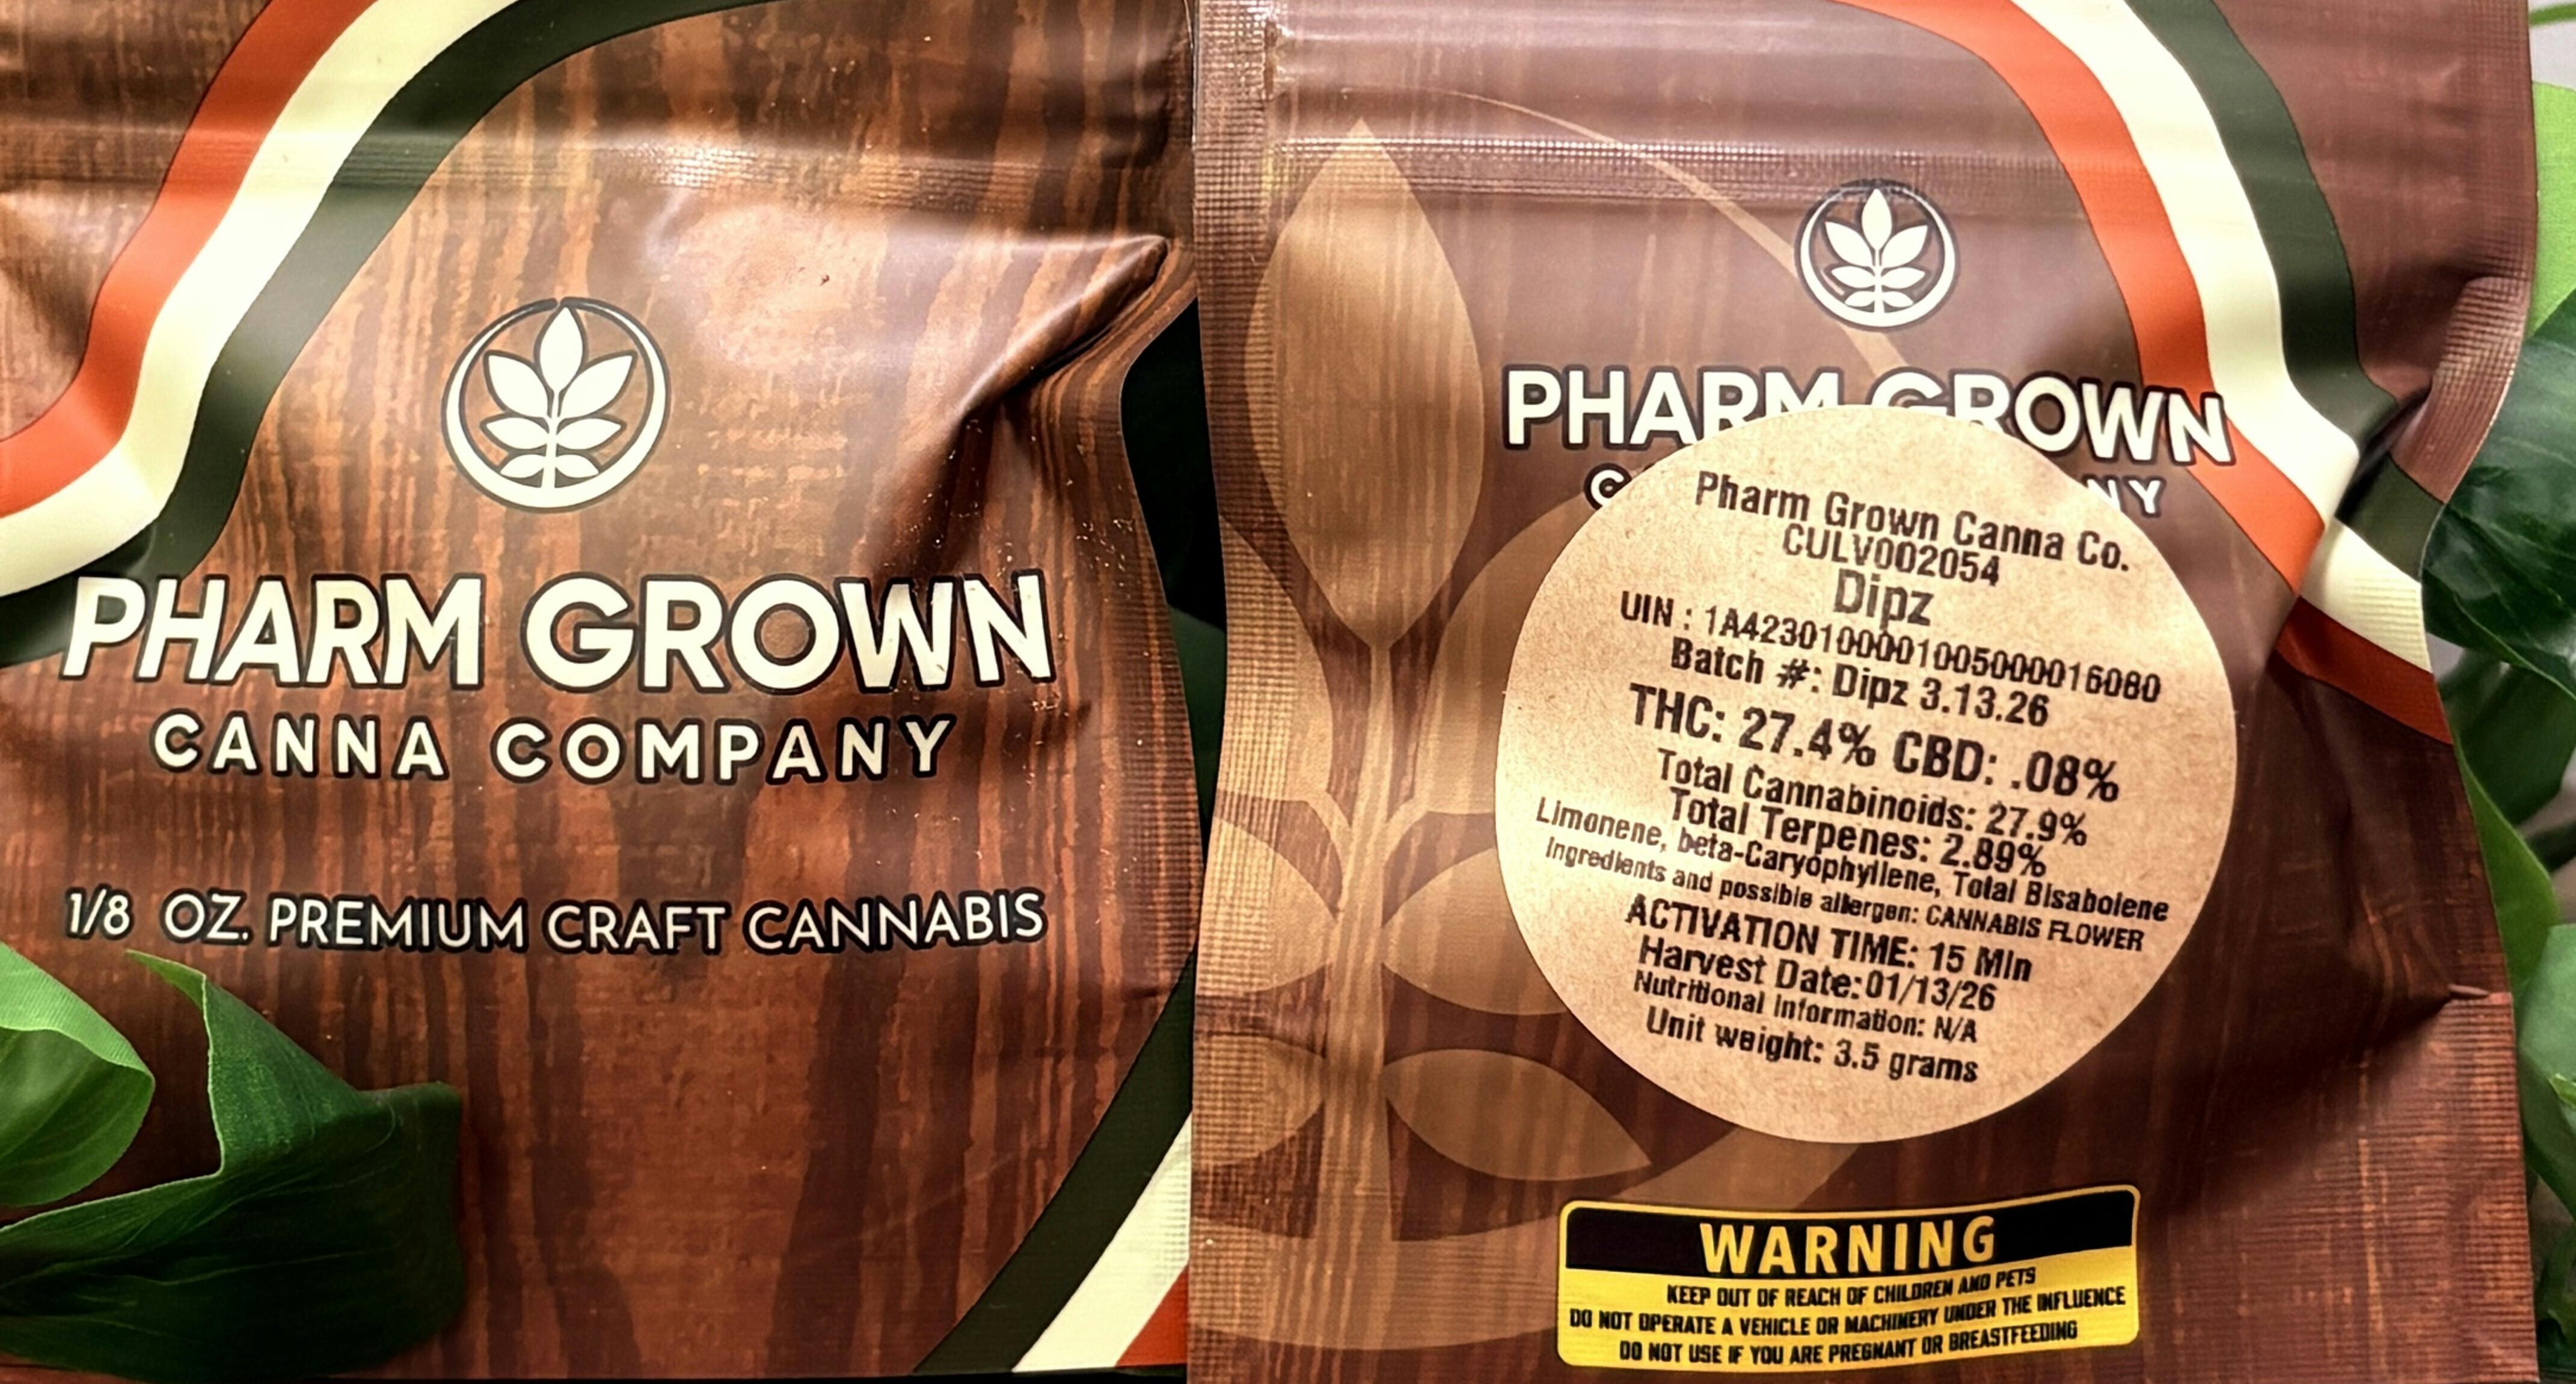 PHARM GROWN
CANNA COMPANY
1/8 OZ. PREMIUM CRAFT CANNABIS
PHARM GROWN
C NY
Pharm Grown Canna Co.
CULV002054
Dipz
UIN : 1A4230100001005000016080
Batch #: Dipz 3.13.26
THC: 27.4% CBD: .08%
Total Cannabinoids: 27.9%
Total Terpenes: 2.89%
Limonene, beta-Caryophyllene, Total Bisabolene
Ingredients and possible allergen: CANNABIS FLOWER
ACTIVATION TIME: 15 Min
Harvest Date:01/13/26
Nutritional Information: N/A
Unit weight: 3.5 grams
WARNING
KEEP OUT OF REACH OF CHILDREN AND PETS
DO NOT OPERATE A VEHICLE OR MACHINERY UNDER THE INFLUENCE
DO NOT USE IF YOU ARE PREGNANT OR BREASTFEEDING